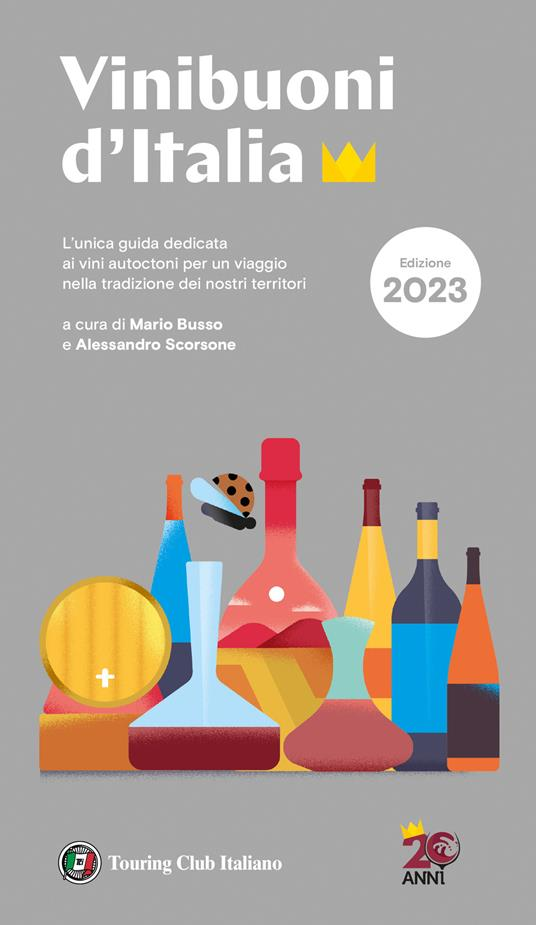 Vinibuoni
d'Italia
L'unica guida dedicata
ai vini autoctoni per un viaggio
nella tradizione dei nostri territori
Edizione
2023
a cura di Mario Busso
e Alessandro Scorsone
Touring Club Italiano
20
ANNI